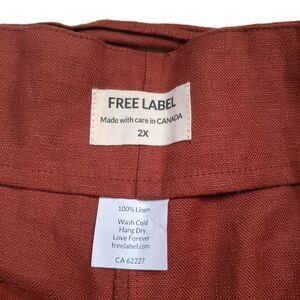 FREE LABEL
Made with care in CANADA
2X
100% Linen
Wash Cold
Hang Dry
Love Forever
freelabel.com
CA 62227